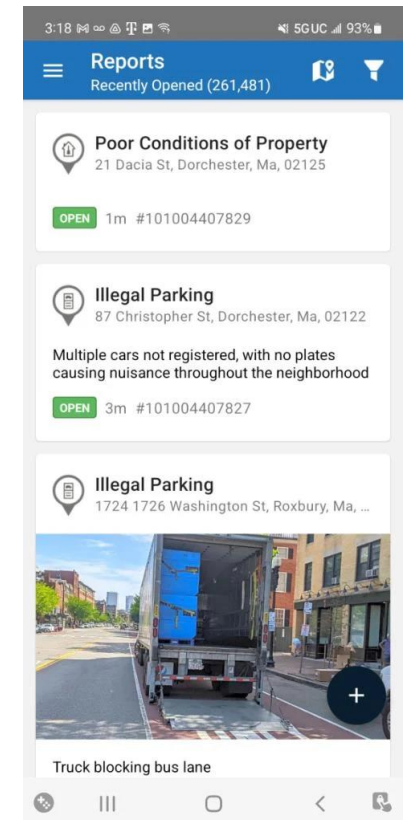 3:18 5G UC 93%
Reports
Recently Opened (261,481)
Poor Conditions of Property
21 Dacia St, Dorchester, Ma, 02125
OPEN 1m #101004407829
Illegal Parking
87 Christopher St, Dorchester, Ma, 02122
Multiple cars not registered, with no plates
causing nuisance throughout the neighborhood
OPEN 3m #101004407827
Illegal Parking
1724 1726 Washington St, Roxbury, Ma, ...
Truck blocking bus lane